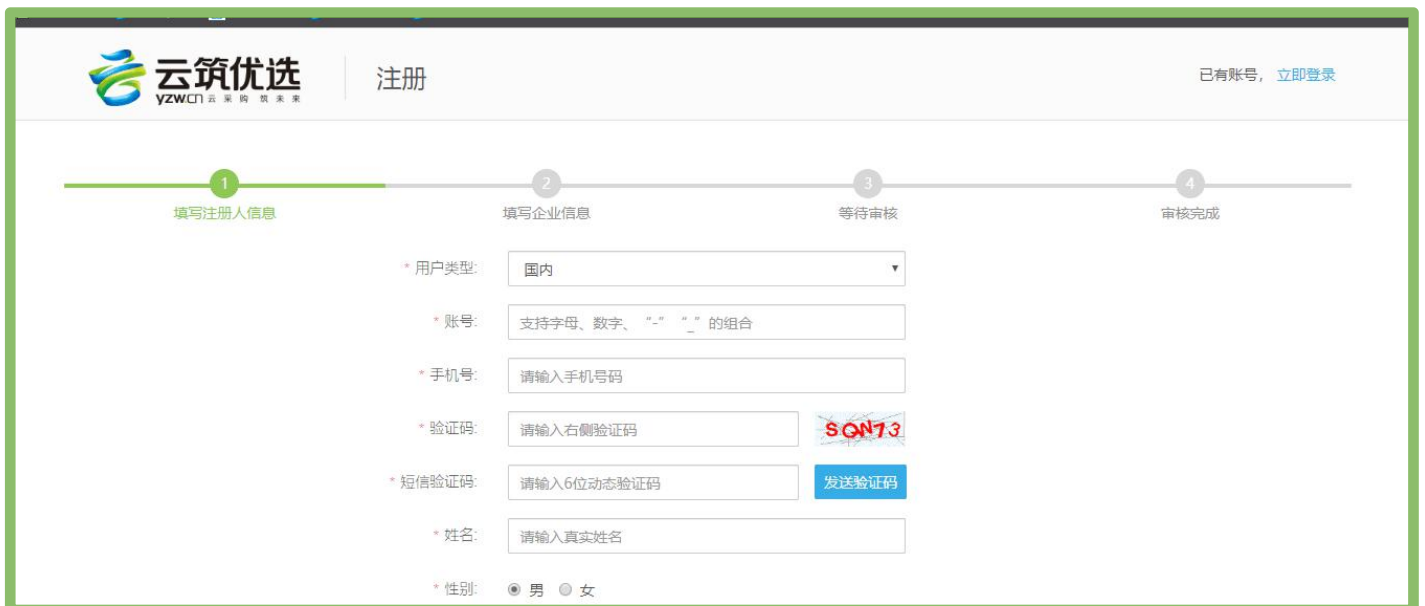 云筑优选
yzw.cn 云采购 筑未来
注册
已有账号， 立即登录
1
2
3
4
填写注册人信息
填写企业信息
等待审核
审核完成
* 用户类型:
国内
* 账号:
支持字母、数字、 “-” “_” 的组合
* 手机号:
请输入手机号码
* 验证码:
请输入右侧验证码
SQN73
* 短信验证码:
请输入6位动态验证码
发送验证码
* 姓名:
请输入真实姓名
* 性别:
男
女